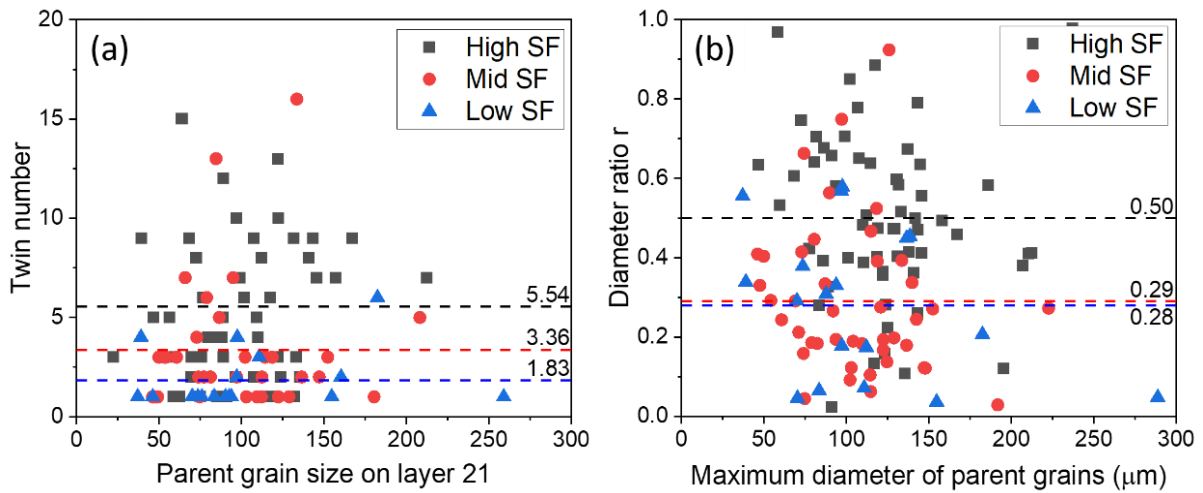 (a)
High SF
Mid SF
Low SF
Twin number
20
15
10
5
0
5.54
3.36
1.83
0 50 100 150 200 250 300
Parent grain size on layer 21
(b)
High SF
Mid SF
Low SF
Diameter ratio r
1.0
0.8
0.6
0.4
0.2
0.0
0.50
0.29
0.28
0 50 100 150 200 250 300
Maximum diameter of parent grains (μm)